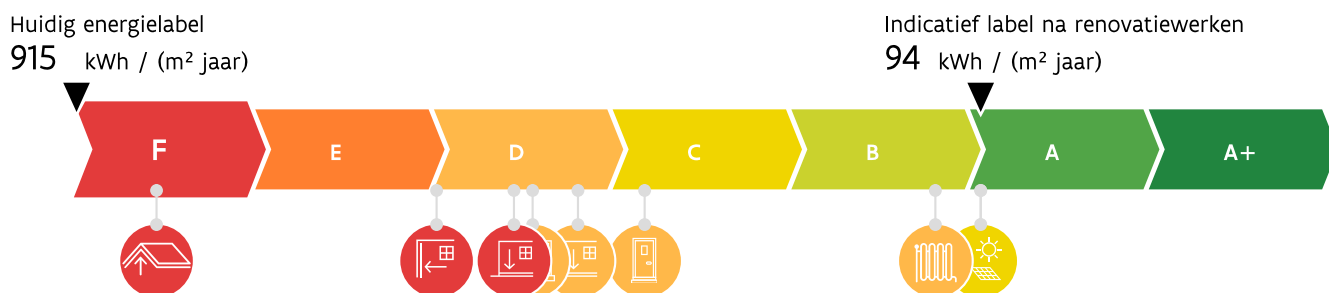 Huidig energielabel
915 kWh / (m² jaar)
Indicatief label na renovatiewerken
94 kWh / (m² jaar)
F E D C B A A+